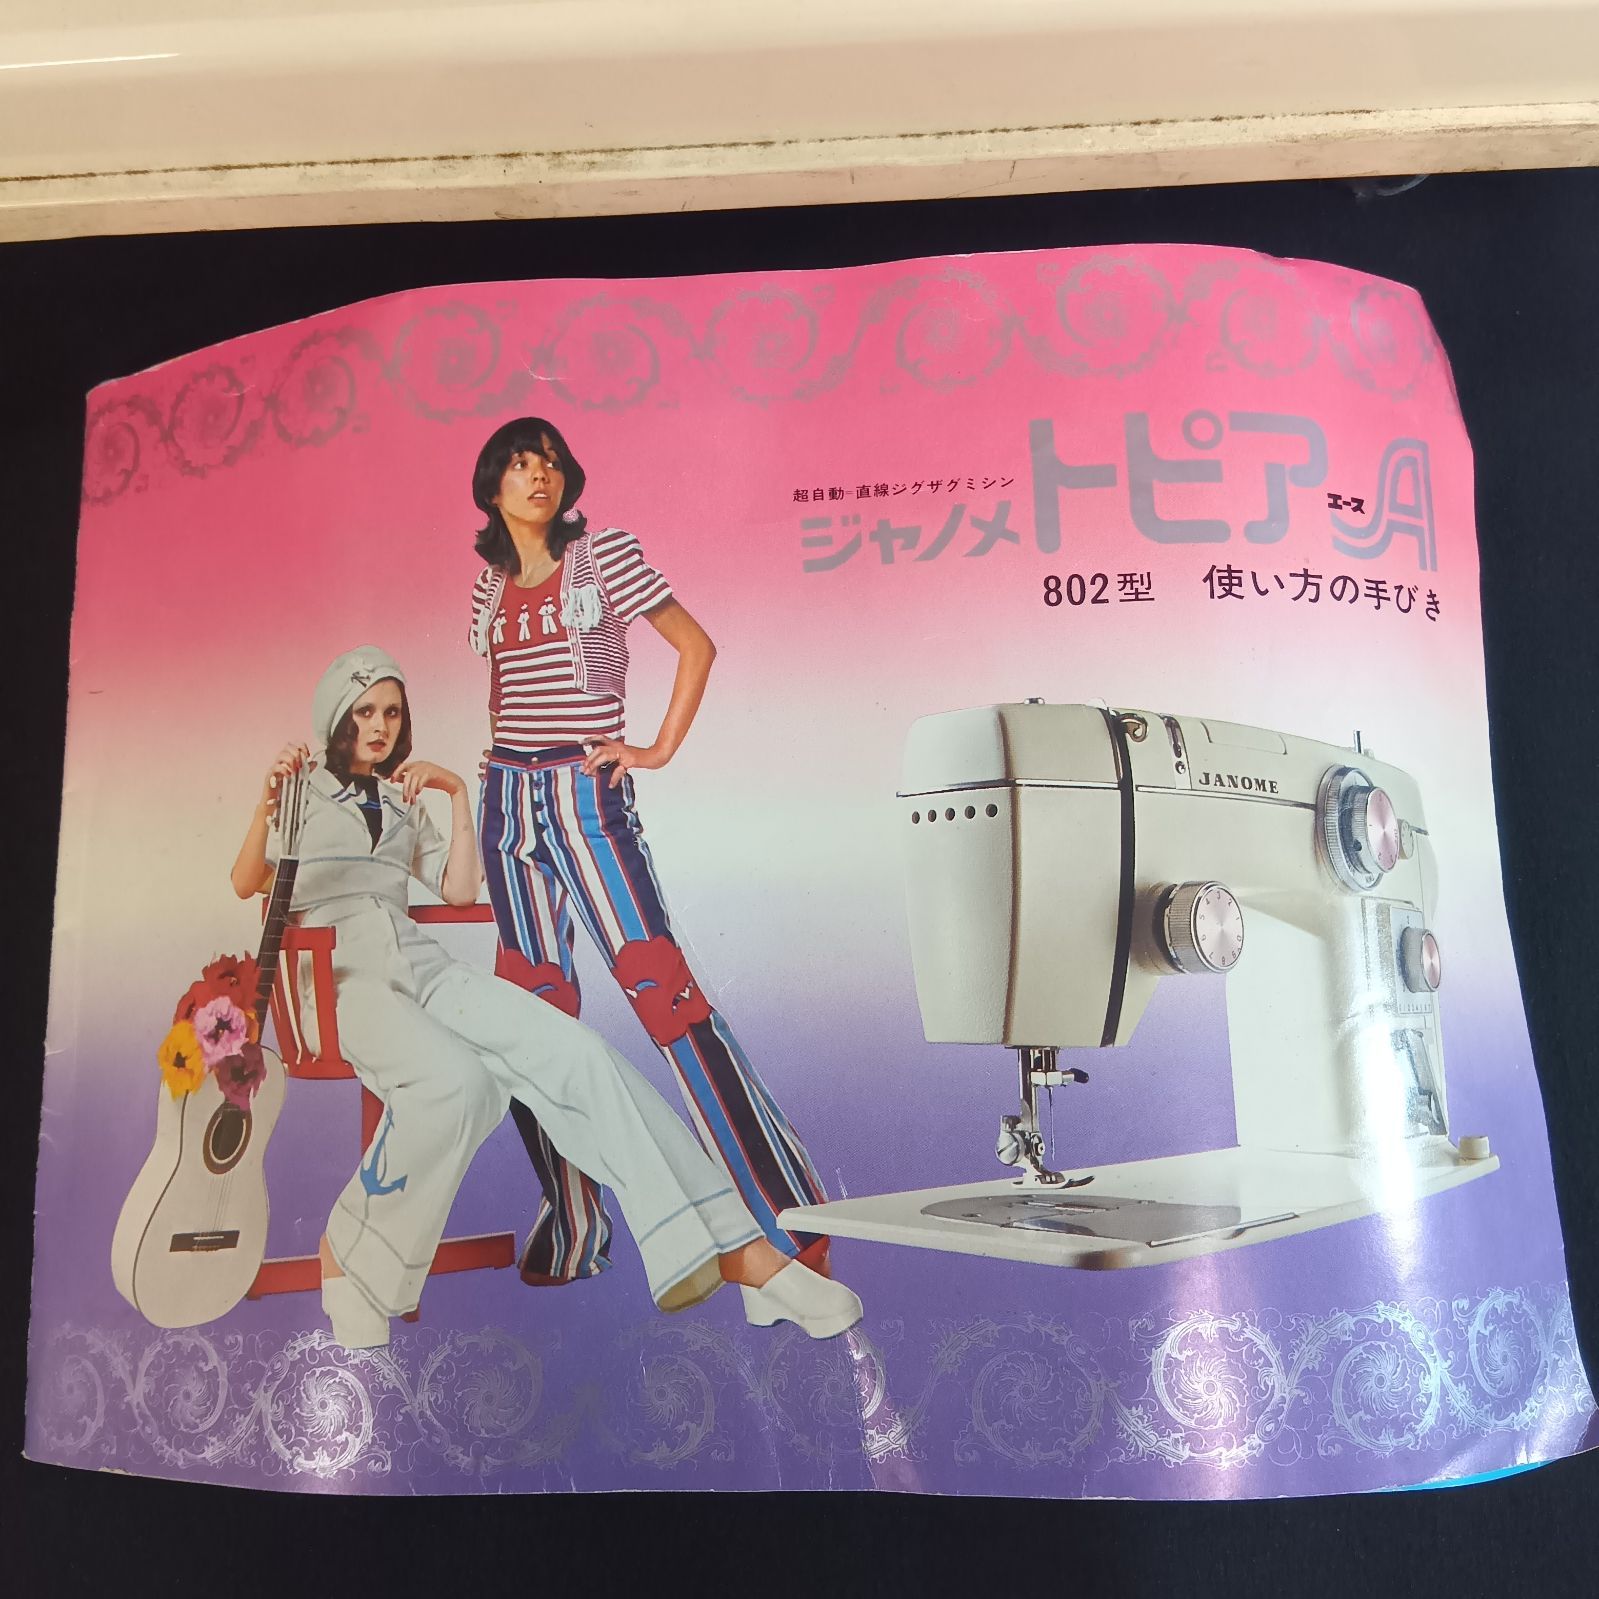 超自動=直線ジグザグミシン
ジャノメトピア エース A
802型 使い方の手びき
JANOME